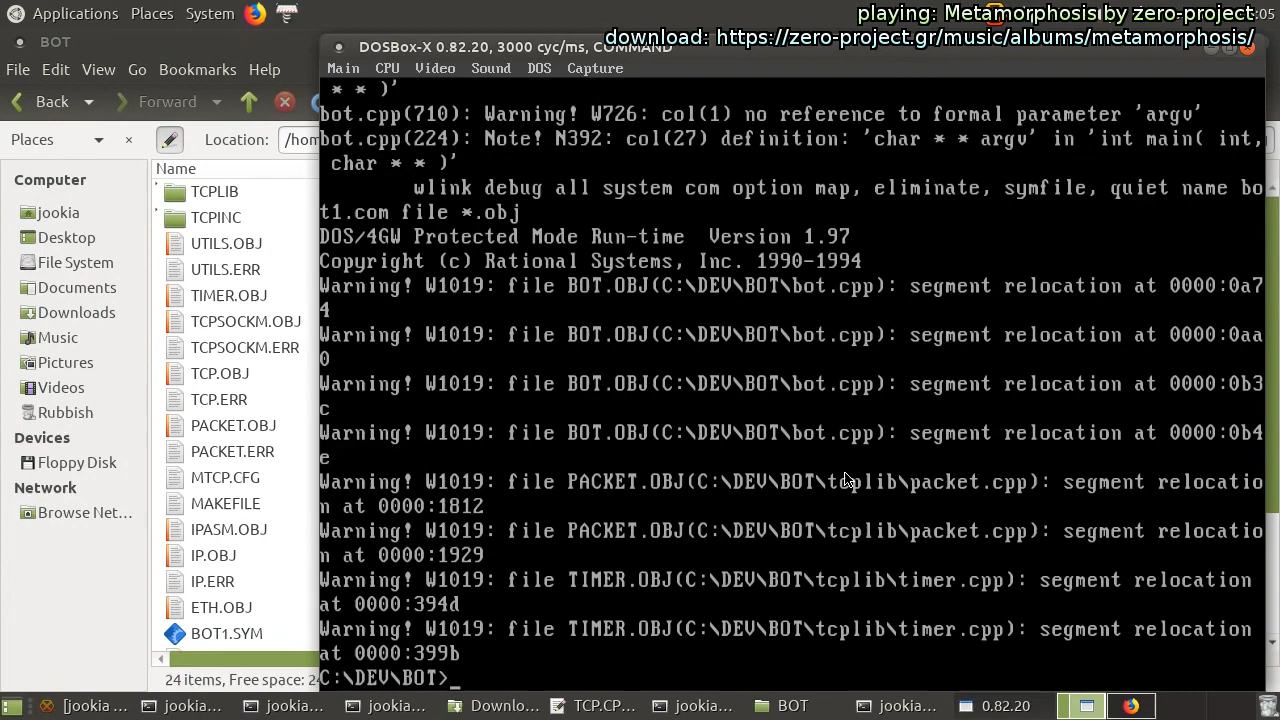 Applications Places System
playing: Metamorphosis by zero-project
:05
download: https://zero-project.gr/music/albums/metamorphosis/
BOT
DOSBox-X 0.82.20, 3000 cyc/ms, COMMAND
File Edit View Go Bookmarks Help
Main CPU Video Sound DOS Capture
Back Forward
Places
Location: /hom
Name
Computer
jookia
Desktop
File System
Documents
Downloads
Music
Pictu
Videos
Rubbish
Devices
Floppy Disk
Network
Browse Net...
TCPLIB
TCPINC
UTILS.OBJ
UTILS.ERR
TIMER.OBJ
TCPSOCKM.OBJ
TCPSOCKM.ERR
TCP.OBJ
TCP.ERR
PACKET.OBJ
PACKET.ERR
MTCP.CFG
MAKEFILE
IPASM.OBJ
IP.OBJ
IP.ERR
ETH.OBJ
BOT1.SYM
24 items, Free space: 2
* * )'
bot.cpp(710): Warning! W726: col(1) no reference to formal parameter 'argv'
bot.cpp(224): Note! N392: col(27) definition: 'char * * argv' in 'int main( int,
char * * )'
wlink debug all system com option map, eliminate, symfile, quiet name bo
t1.com file *.obj
DOS/4GW Protected Mode Run-time Version 1.97
Copyright (c) Rational Systems, Inc. 1990-1994
Warning! W1019: file BOT.OBJ(C:\DEV\BOT\bot.cpp): segment relocation at 0000:0a7
4
Warning! W1019: file BOT.OBJ(C:\DEV\BOT\bot.cpp): segment relocation at 0000:0aa
0
Warning! W1019: file BOT.OBJ(C:\DEV\BOT\bot.cpp): segment relocation at 0000:0b3
c
Warning! W1019: file BOT.OBJ(C:\DEV\BOT\bot.cpp): segment relocation at 0000:0b4
e
Warning! W1019: file PACKET.OBJ(C:\DEV\BOT\tcplib\packet.cpp): segment relocatio
n at 0000:1812
Warning! W1019: file PACKET.OBJ(C:\DEV\BOT\tcplib\packet.cpp): segment relocatio
n at 0000:1929
Warning! W1019: file TIMER.OBJ(C:\DEV\BOT\tcplib\timer.cpp): segment relocation
at 0000:394d
Warning! W1019: file TIMER.OBJ(C:\DEV\BOT\tcplib\timer.cpp): segment relocation
at 0000:399b
C:\DEV\BOT>_
[jookia ... jookia... jookia... jookia... Downlo... TCP.CP... jookia... BOT jookia... 0.82.20